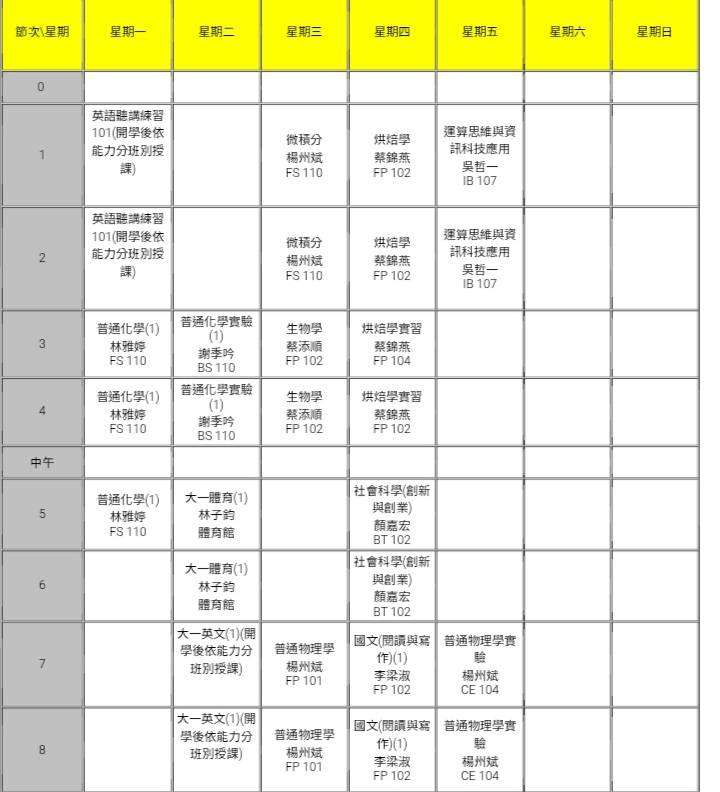 節次\星期
星期一
星期二
星期三
星期四
星期五
星期六
星期日
0
1
英語聽講練習
101(開學後依
能力分班別授
課)
微積分
楊州斌
FS 110
烘焙學
蔡錦燕
FP 102
運算思維與資
訊科技應用
吳哲一
IB 107
2
英語聽講練習
101(開學後依
能力分班別授
課)
微積分
楊州斌
FS 110
烘焙學
蔡錦燕
FP 102
運算思維與資
訊科技應用
吳哲一
IB 107
3
普通化學(1)
林雅婷
FS 110
普通化學實驗
(1)
謝季吟
BS 110
生物學
蔡添順
FP 102
烘焙學實習
蔡錦燕
FP 104
4
普通化學(1)
林雅婷
FS 110
普通化學實驗
(1)
謝季吟
BS 110
生物學
蔡添順
FP 102
烘焙學實習
蔡錦燕
FP 102
中午
5
普通化學(1)
林雅婷
FS 110
大一體育(1)
林子鈞
體育館
社會科學(創新
與創業)
顏嘉宏
BT 102
6
大一體育(1)
林子鈞
體育館
社會科學(創新
與創業)
顏嘉宏
BT 102
7
大一英文(1)(開
學後依能力分
班別授課)
普通物理學
楊州斌
FP 101
國文(閱讀與寫
作)(1)
李梁淑
FP 102
普通物理學實
驗
楊州斌
CE 104
8
大一英文(1)(開
學後依能力分
班別授課)
普通物理學
楊州斌
FP 101
國文(閱讀與寫
作)(1)
李梁淑
FP 102
普通物理學實
驗
楊州斌
CE 104